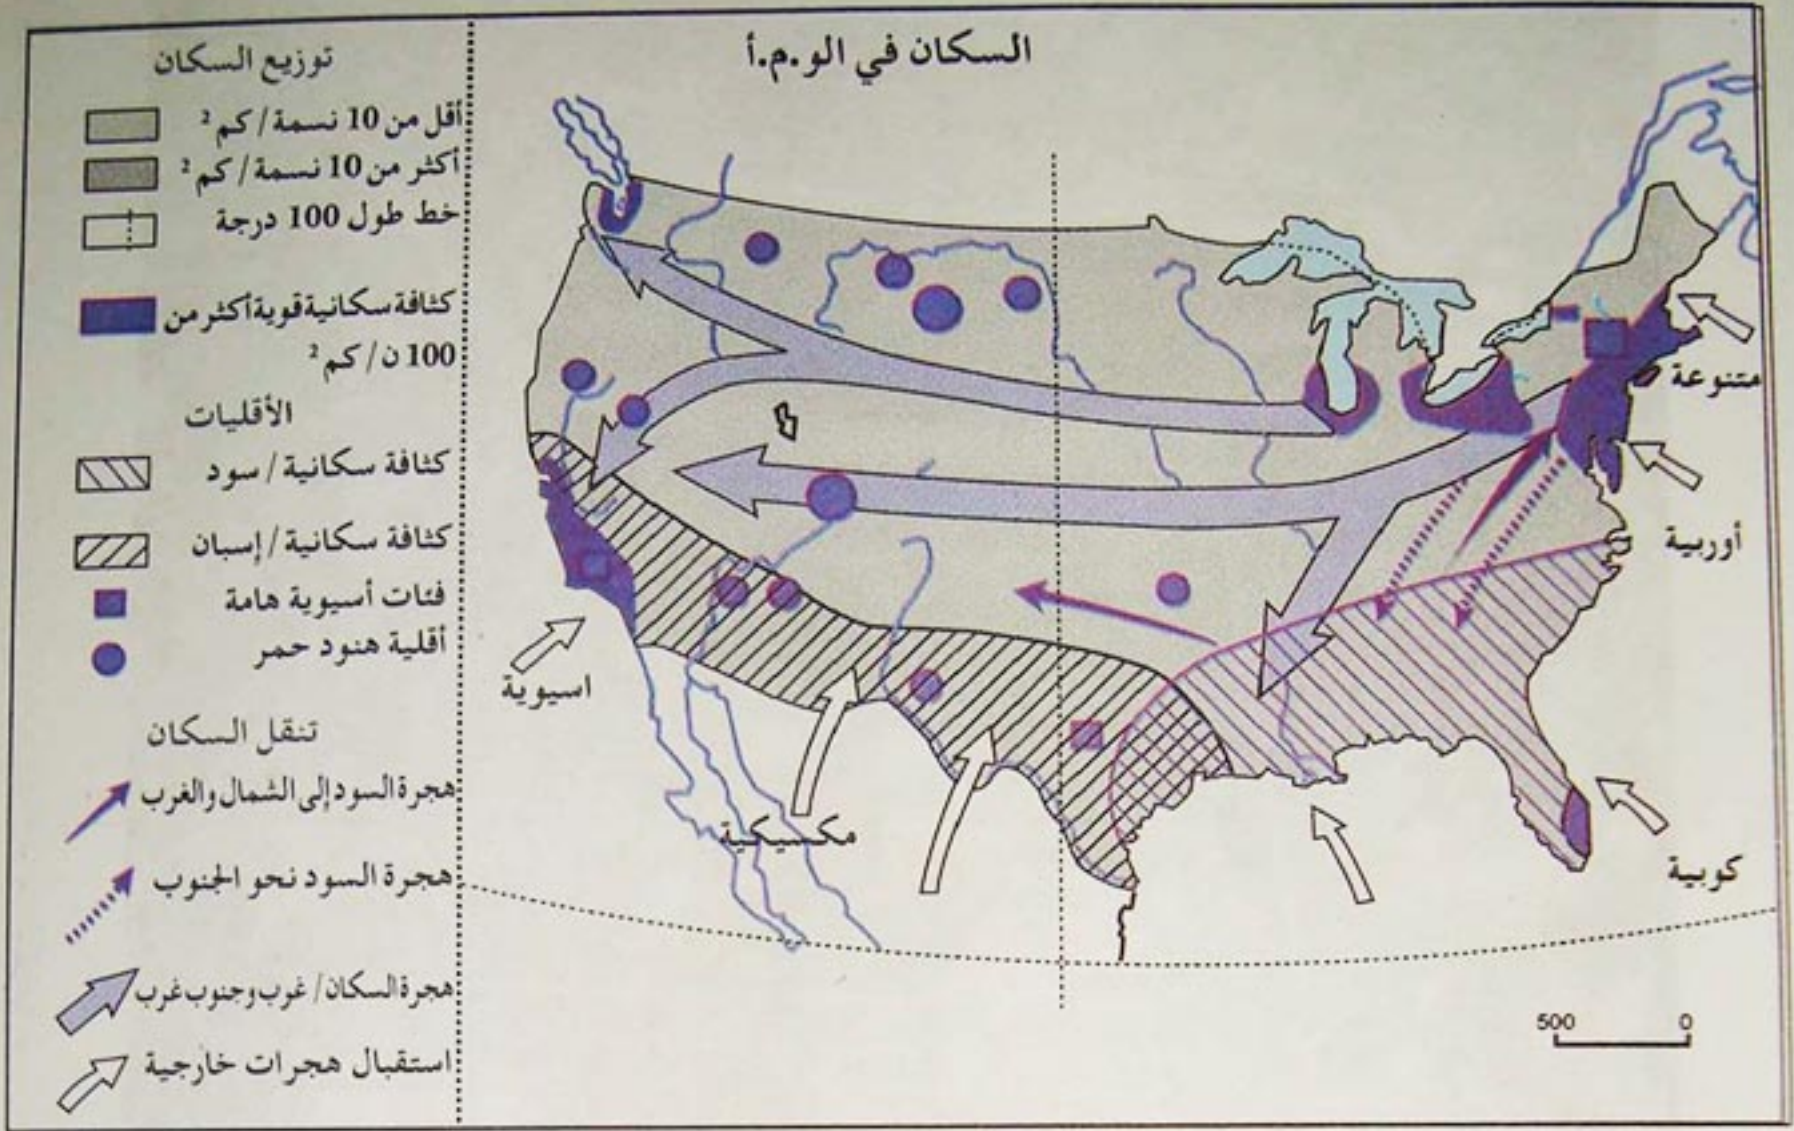 السكان في الو.م.أ
توزيع السكان
أقل من 10 نسمة/كم²
أكثر من 10 نسمة/كم²
خط طول 100 درجة
كثافة سكانية قوية أكثر من
100 ن/كم²
الأقليات
كثافة سكانية/سود
كثافة سكانية/إسبان
فئات أسيوية هامة
أقلية هنود حمر
تنقل السكان
هجرة السود إلى الشمال والغرب
هجرة السود نحو الجنوب
هجرة السكان/غرب وجنوب غرب
استقبال هجرات خارجية
متنوعة
أوربية
اسيوية
مكسيكية
كوبية
500 0